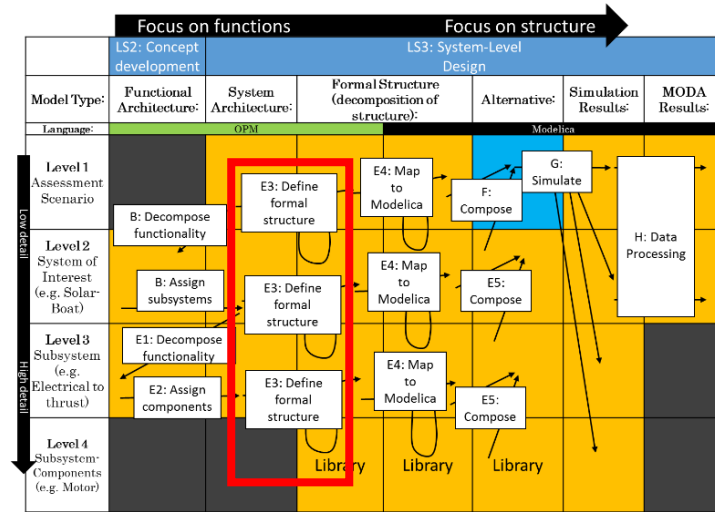 Focus on functions
Focus on structure
LS2: Concept
development
LS3: System-Level
Design
Model Type:
Functional
Architecture:
System
Architecture:
Formal Structure
(decomposition of
structure):
Alternative:
Simulation
Results:
MODA
Results:
Language:
OPM
Modelica
Low detail
High detail
Level 1
Assessment
Scenario
E3: Define
formal
structure
E4: Map
to
Modelica
F:
Compose
G:
Simulate
B: Decompose
functionality
H: Data
Processing
Level 2
System of
Interest
(e.g. Solar-
Boat)
B: Assign
subsystems
E3: Define
formal
structure
E4: Map
to
Modelica
E5:
Compose
Level 3
Subsystem
(e.g.
Electrical to
thrust)
E1: Decompose
functionality
E2: Assign
components
E3: Define
formal
structure
E4: Map
to
Modelica
E5:
Compose
Level 4
Subsystem-
Components
(e.g. Motor)
Library
Library
Library